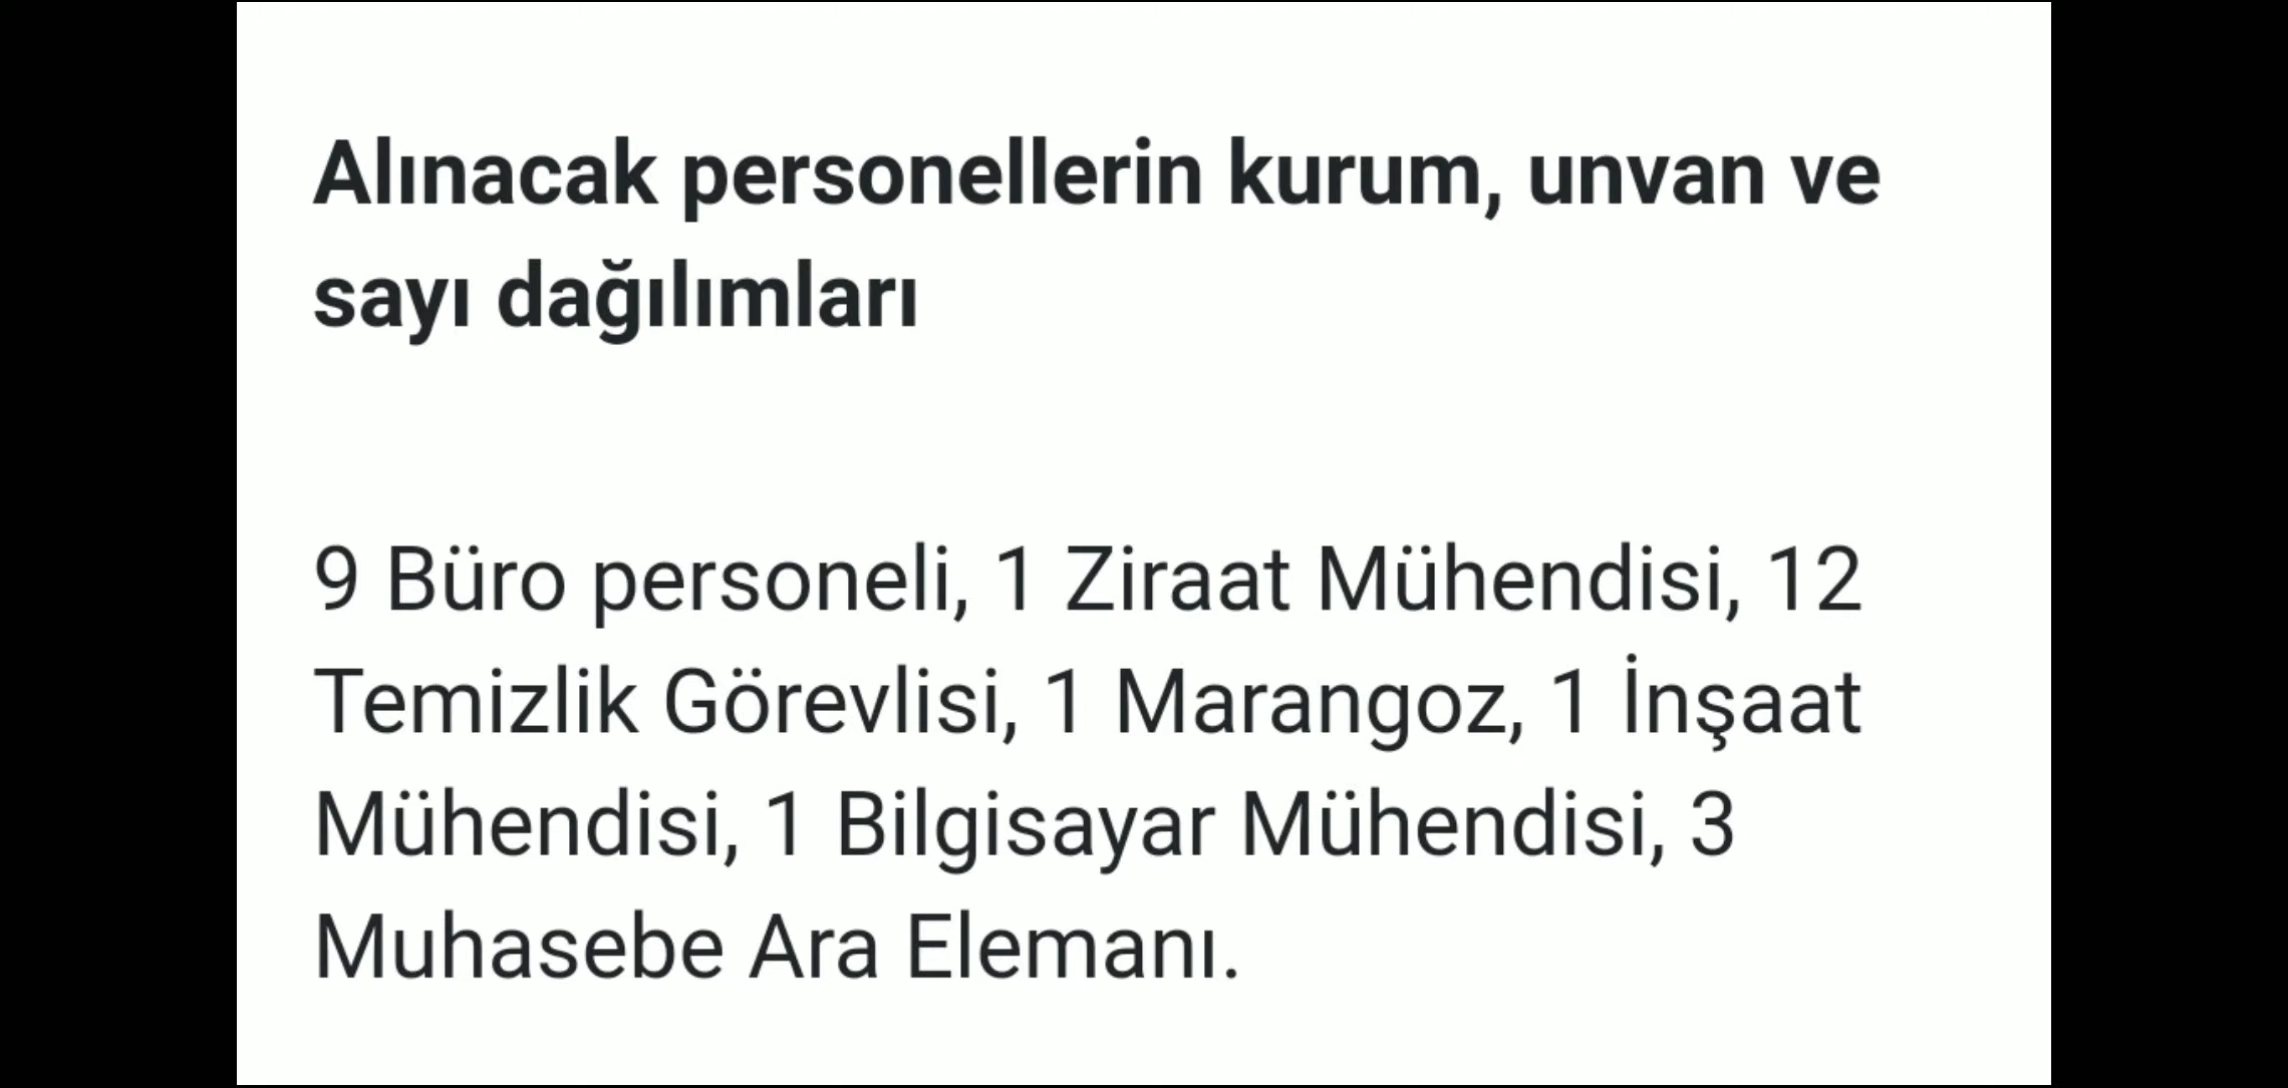 Alınacak personellerin kurum, unvan ve
sayı dağılımları
9 Büro personeli, 1 Ziraat Mühendisi, 12
Temizlik Görevlisi, 1 Marangoz, 1 İnşaat
Mühendisi, 1 Bilgisayar Mühendisi, 3
Muhasebe Ara Elemanı.